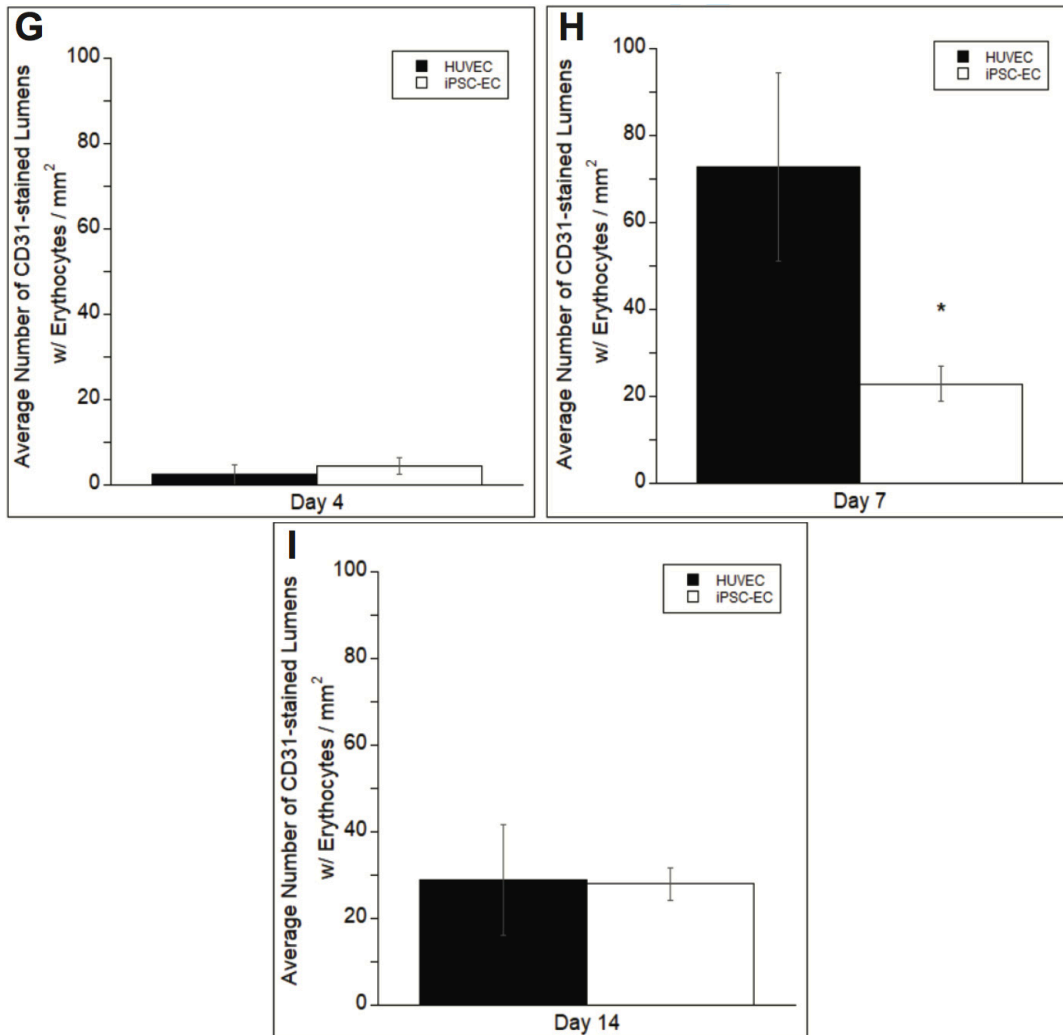 G
HUVEC
iPSC-EC
Average Number of CD31-stained Lumens
w/ Erythocytes / mm²
100
80
60
40
20
0
Day 4
H
HUVEC
iPSC-EC
Average Number of CD31-stained Lumens
w/ Erythocytes / mm²
100
80
60
40
20
0
*
Day 7
I
HUVEC
iPSC-EC
Average Number of CD31-stained Lumens
w/ Erythocytes / mm²
100
80
60
40
20
0
Day 14